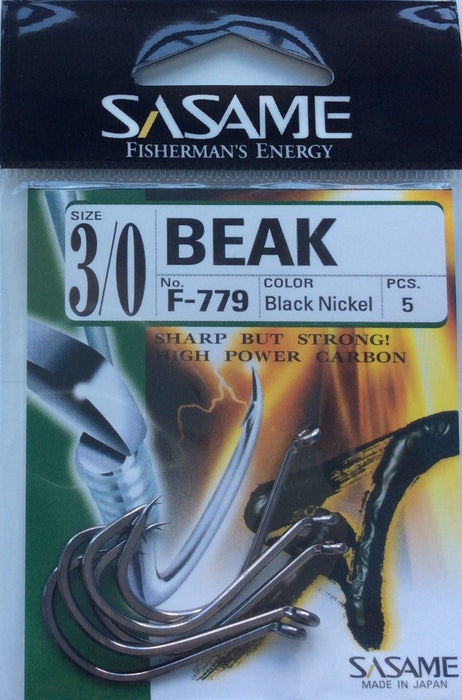 SASAME
FISHERMAN'S ENERGY
SIZE
3/0
BEAK
No.
F-779
COLOR
Black Nickel
PCS.
5
SHARP BUT STRONG!
HIGH POWER CARBON
SASAME
MADE IN JAPAN